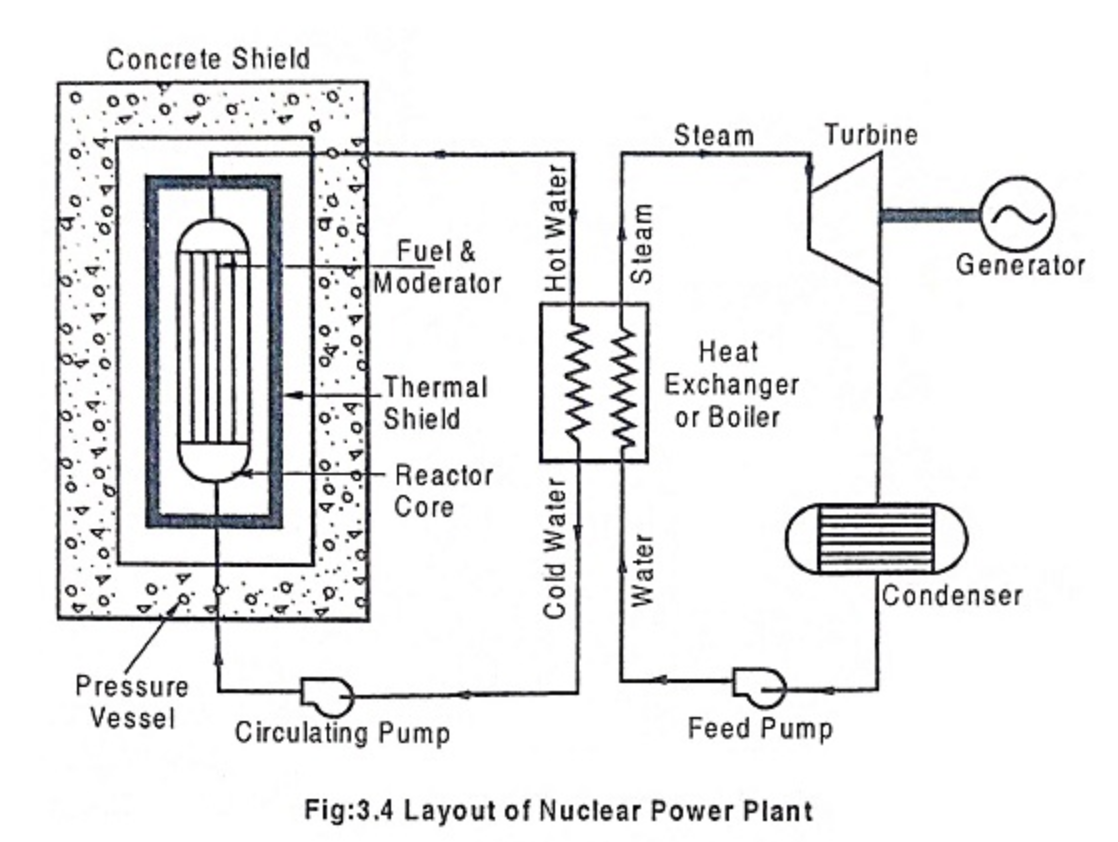 Concrete Shield
Steam
Turbine
Hot Water
Steam
Generator
Fuel &
Moderator
Heat
Exchanger
or Boiler
Thermal
Shield
Reactor
Core
Cold Water
Water
Condenser
Pressure
Vessel
Circulating Pump
Feed Pump
Fig:3.4 Layout of Nuclear Power Plant